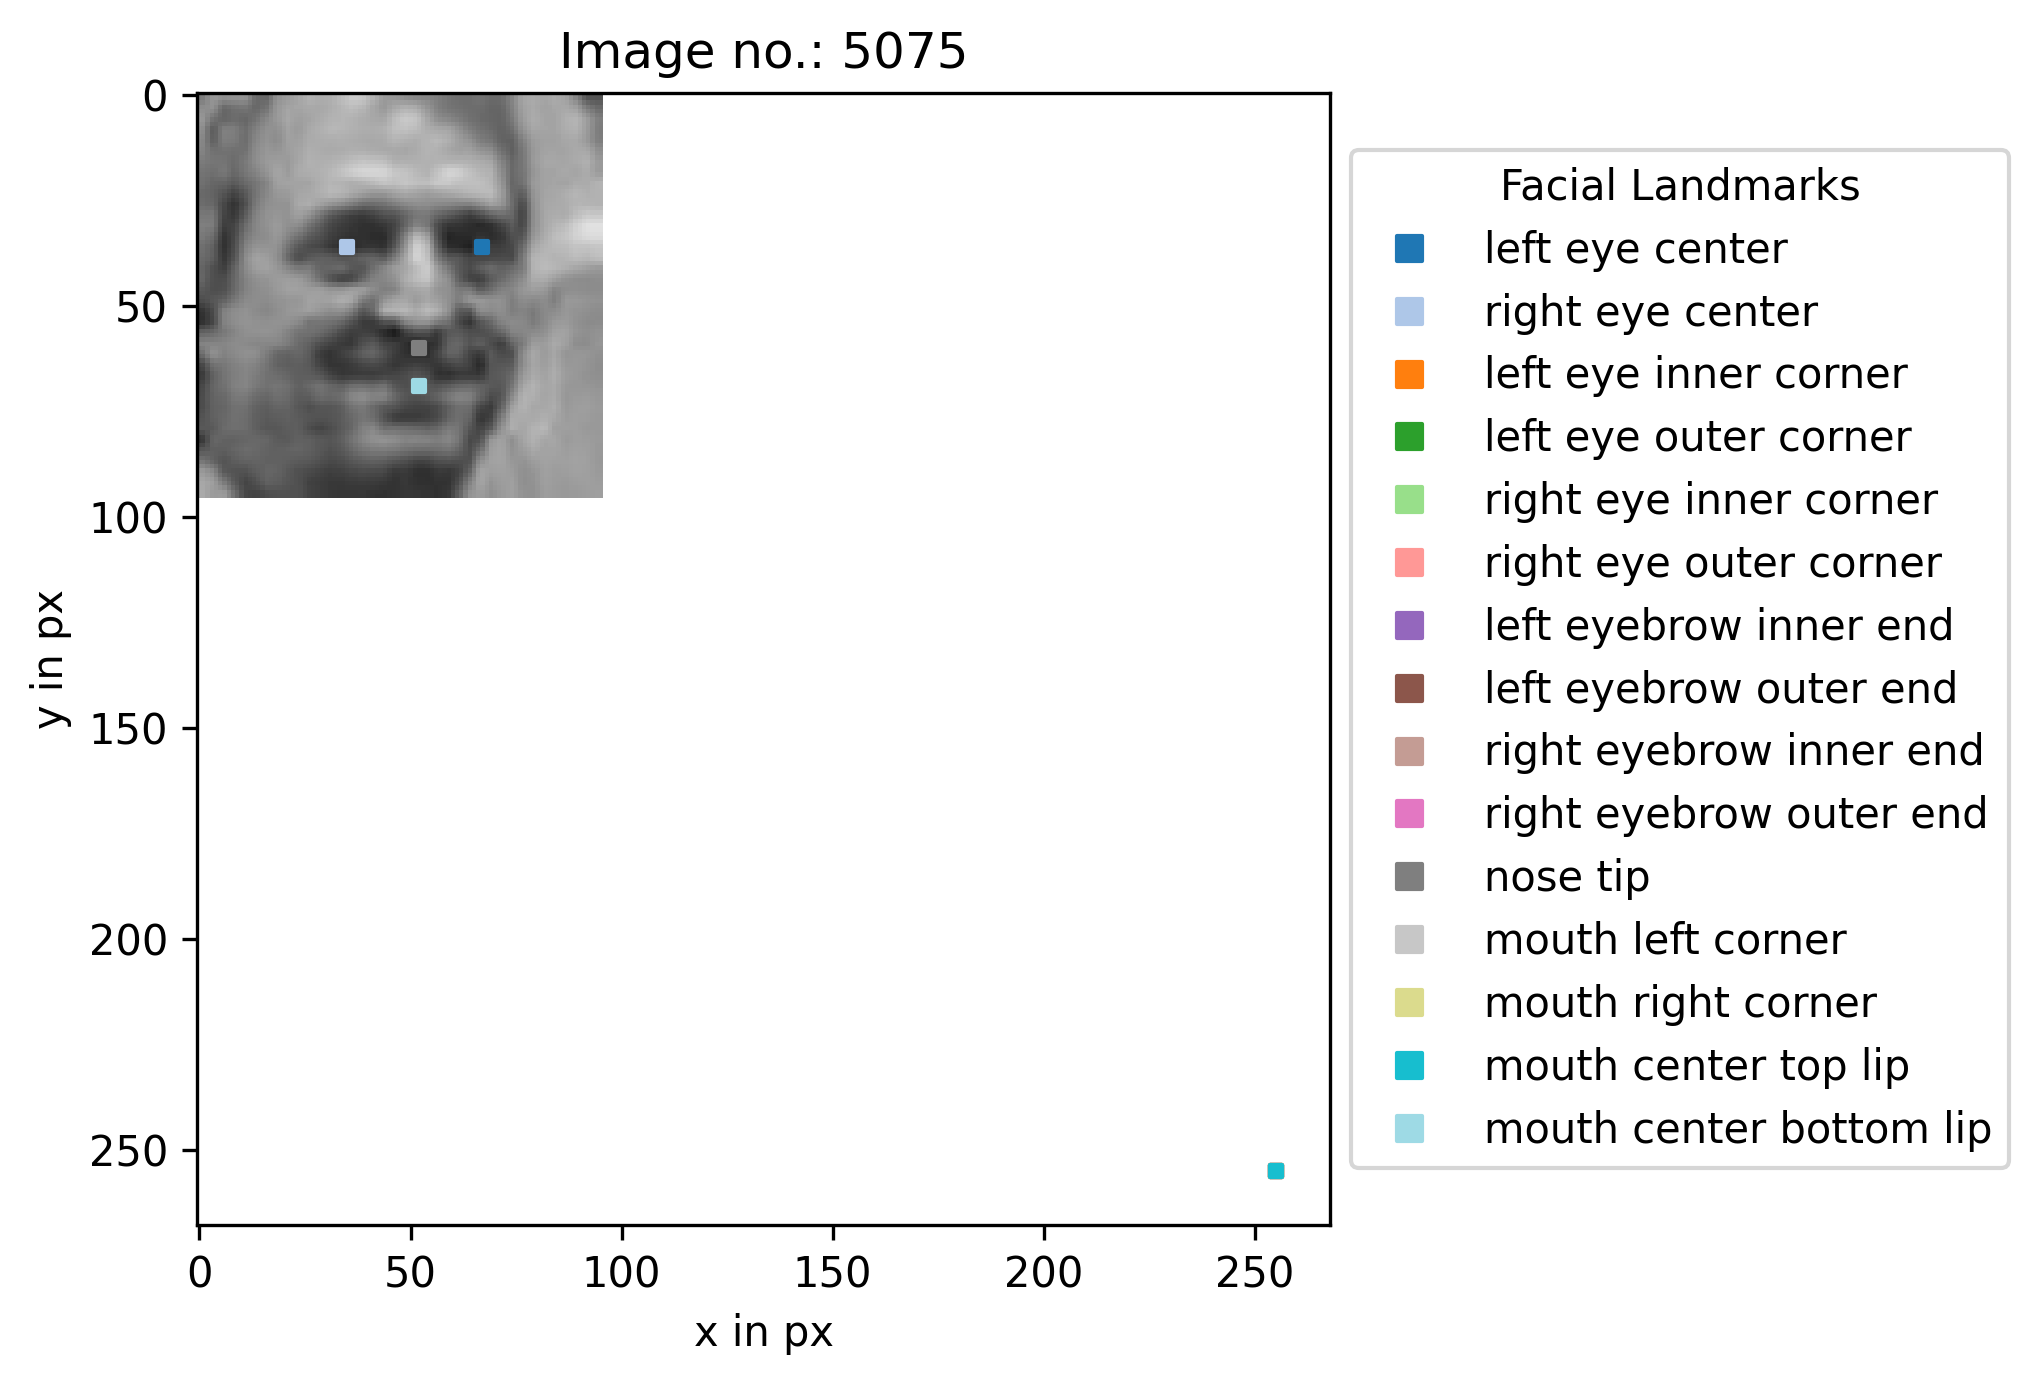 Image no.: 5075
0
50
100
150
200
250
y in px
0 50 100 150 200 250
x in px
Facial Landmarks
left eye center
right eye center
left eye inner corner
left eye outer corner
right eye inner corner
right eye outer corner
left eyebrow inner end
left eyebrow outer end
right eyebrow inner end
right eyebrow outer end
nose tip
mouth left corner
mouth right corner
mouth center top lip
mouth center bottom lip